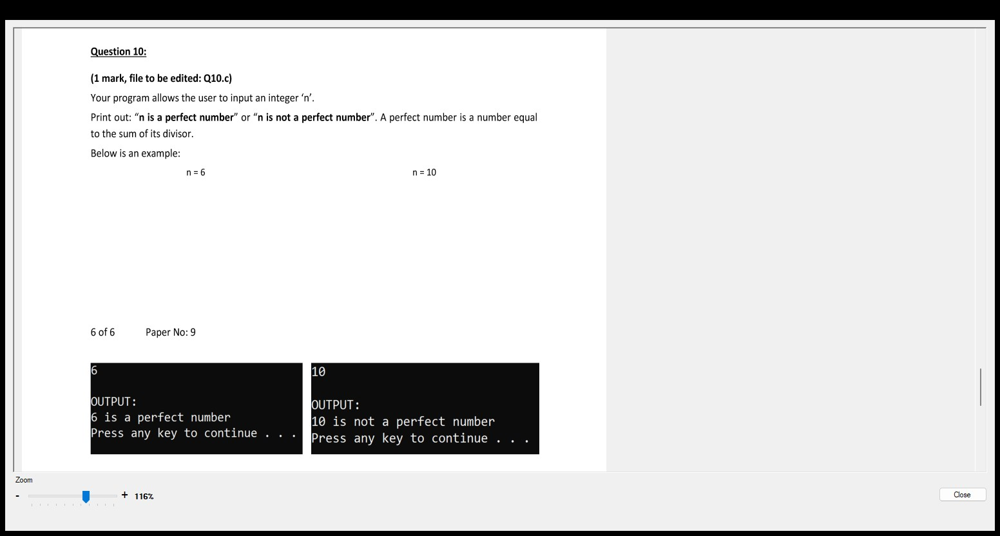 Question 10:
(1 mark, file to be edited: Q10.c)
Your program allows the user to input an integer ‘n’.
Print out: “n is a perfect number” or “n is not a perfect number”. A perfect number is a number equal
to the sum of its divisor.
Below is an example:
n = 6
n = 10
6 of 6 Paper No: 9
6
OUTPUT:
6 is a perfect number
Press any key to continue . . .
10
OUTPUT:
10 is not a perfect number
Press any key to continue . . .
Zoom
- + 116%
Close